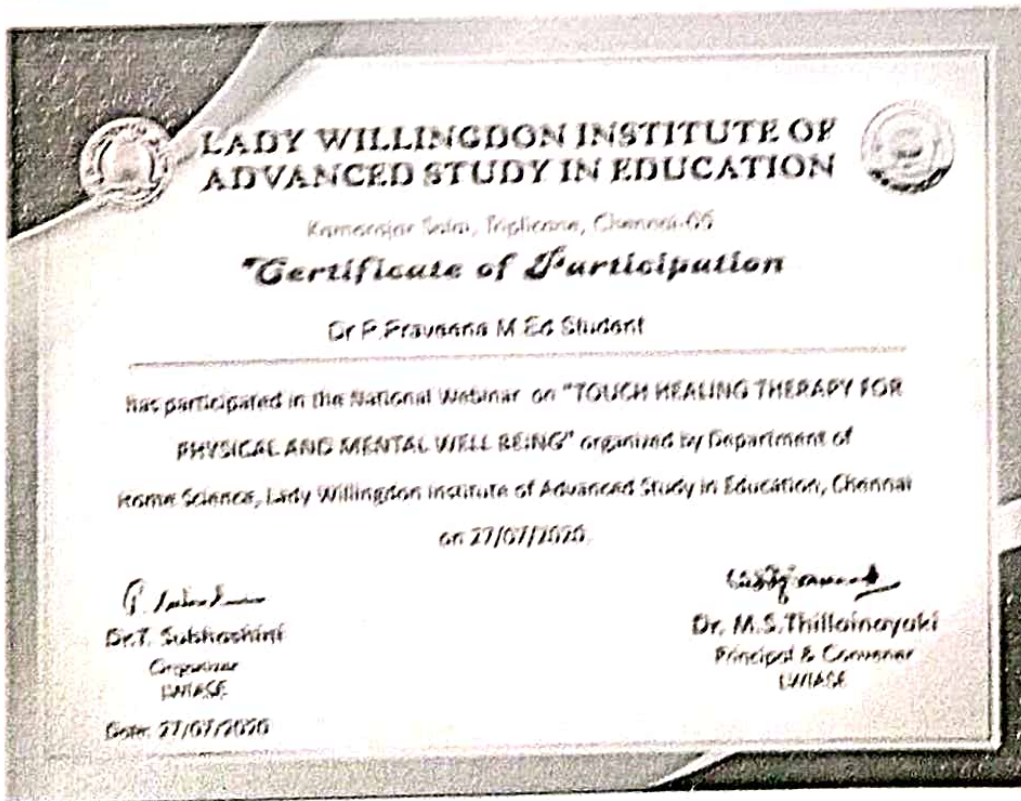 LADY WILLINGDON INSTITUTE OF
ADVANCED STUDY IN EDUCATION
Kamarajar Salai, Triplicane, Chennai-05
"Certificate of Participation
Dr P.Praveena M.Ed Student
has participated in the National Webinar on "TOUCH HEALING THERAPY FOR
PHYSICAL AND MENTAL WELL BEING" organized by Department of
Home Science, Lady Willingdon Institute of Advanced Study in Education, Chennai
on 27/07/2020.
Dr.T. Subhashini
Organizer
LWIASE
Date: 27/07/2020
Dr. M.S.Thillainayaki
Principal & Convener
LWIASE